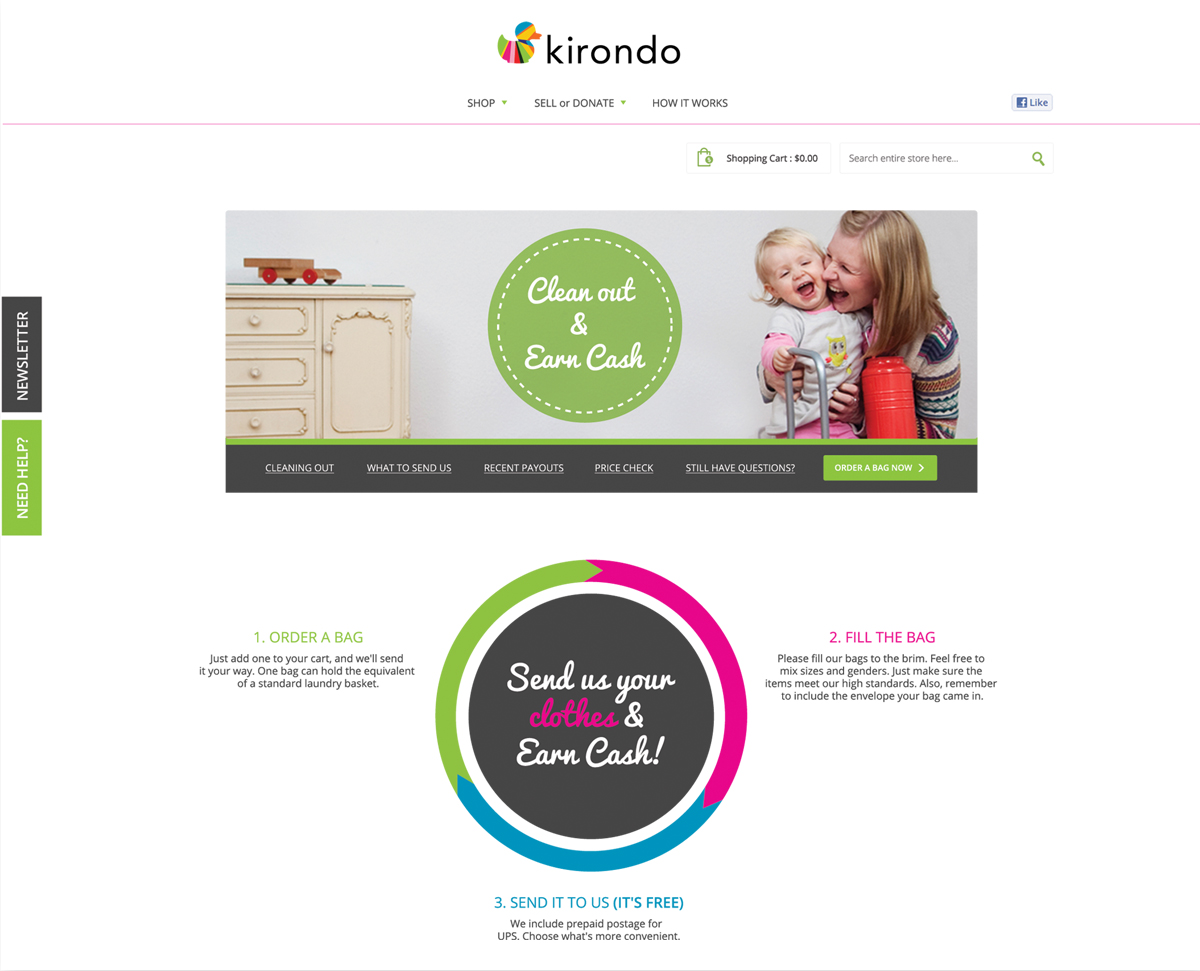 kirondo
SHOP
SELL or DONATE
HOW IT WORKS
Like
Shopping Cart : $0.00
Search entire store here...
Clean out
&
Earn Cash
NEWSLETTER
NEED HELP?
CLEANING OUT
WHAT TO SEND US
RECENT PAYOUTS
PRICE CHECK
STILL HAVE QUESTIONS?
ORDER A BAG NOW
1. ORDER A BAG
Just add one to your cart, and we'll send
it your way. One bag can hold the equivalent
of a standard laundry basket.
Send us your
clothes &
Earn Cash!
2. FILL THE BAG
Please fill our bags to the brim. Feel free to
mix sizes and genders. Just make sure the
items meet our high standards. Also, remember
to include the envelope your bag came in.
3. SEND IT TO US (IT'S FREE)
We include prepaid postage for
UPS. Choose what's more convenient.